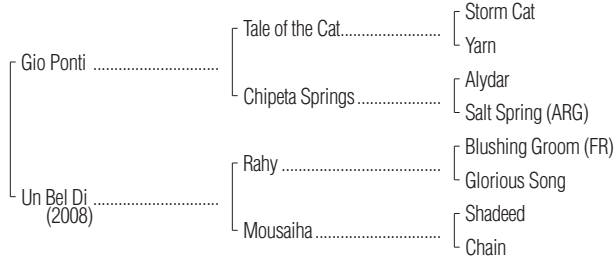 Storm Cat
Tale of the Cat
Yarn
Gio Ponti
Alydar
Chipeta Springs
Salt Spring (ARG)
Blushing Groom (FR)
Rahy
Glorious Song
Un Bel Di
(2008)
Shadeed
Mousaiha
Chain